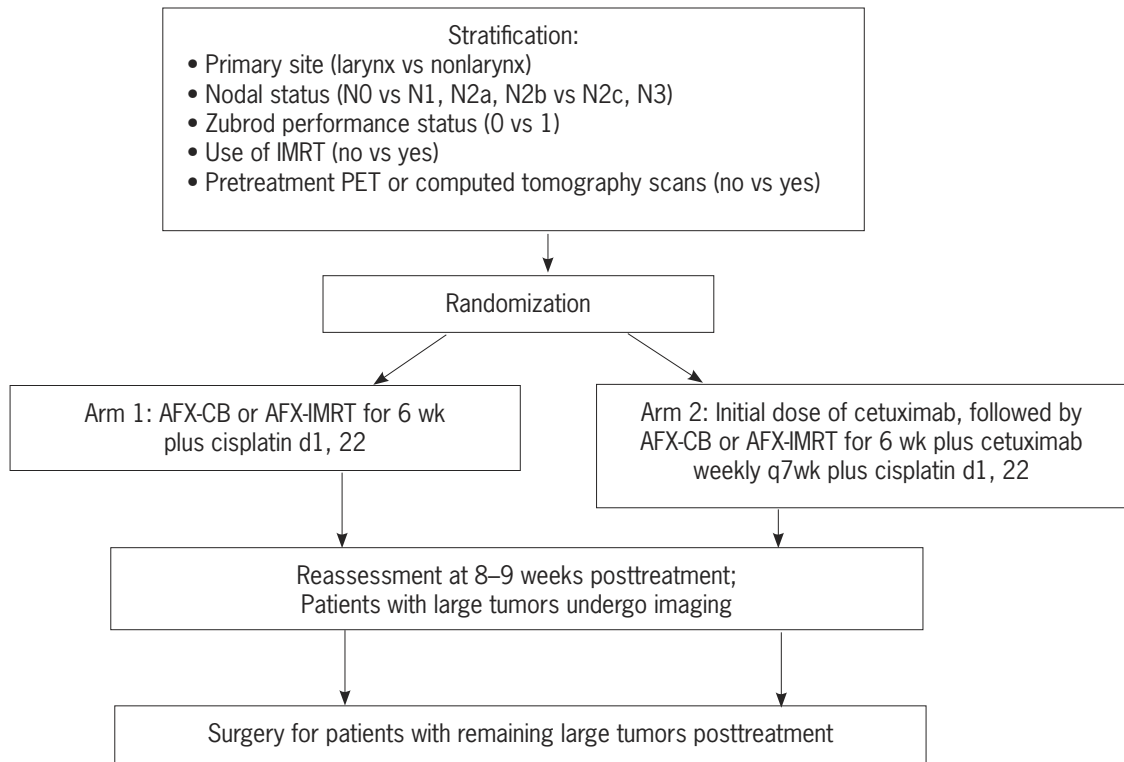 Stratification:
• Primary site (larynx vs nonlarynx)
• Nodal status (N0 vs N1, N2a, N2b vs N2c, N3)
• Zubrod performance status (0 vs 1)
• Use of IMRT (no vs yes)
• Pretreatment PET or computed tomography scans (no vs yes)
Randomization
Arm 1: AFX-CB or AFX-IMRT for 6 wk
plus cisplatin d1, 22
Arm 2: Initial dose of cetuximab, followed by
AFX-CB or AFX-IMRT for 6 wk plus cetuximab
weekly q7wk plus cisplatin d1, 22
Reassessment at 8–9 weeks posttreatment;
Patients with large tumors undergo imaging
Surgery for patients with remaining large tumors posttreatment